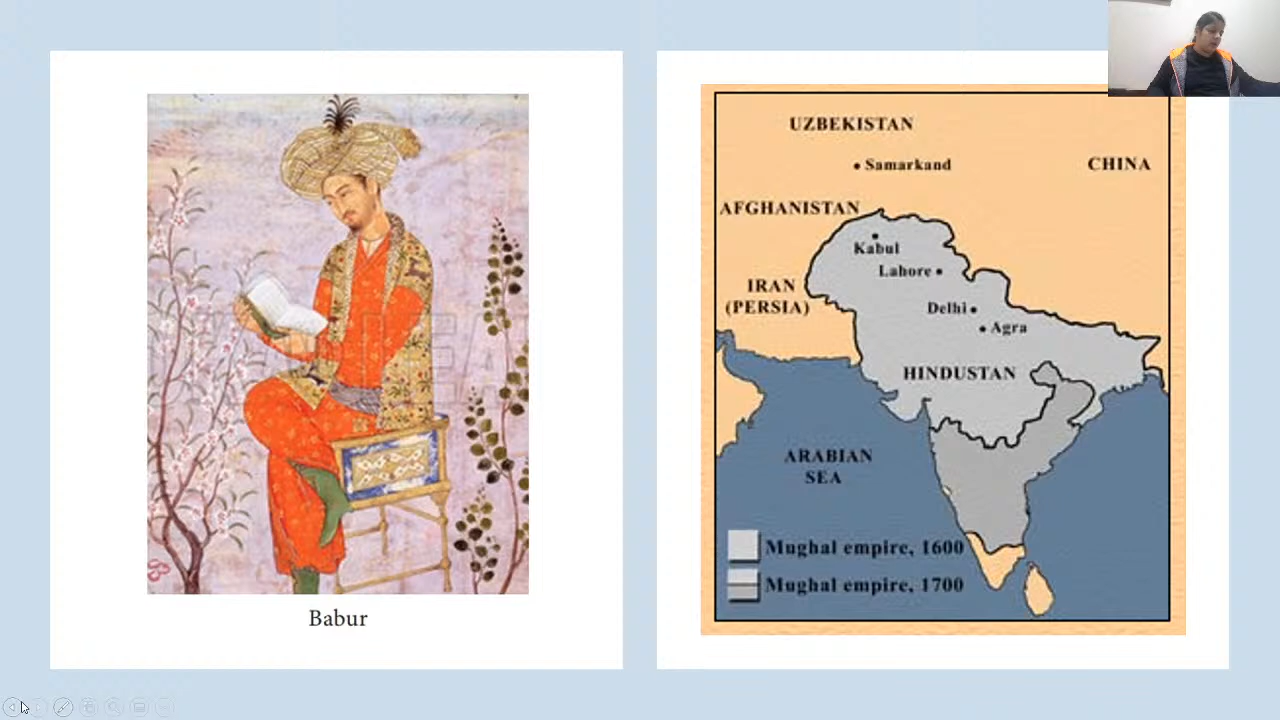 Babur
UZBEKISTAN
Samarkand
CHINA
AFGHANISTAN
Kabul
Lahore
IRAN
(PERSIA)
Delhi
Agra
HINDUSTAN
ARABIAN
SEA
Mughal empire, 1600
Mughal empire, 1700